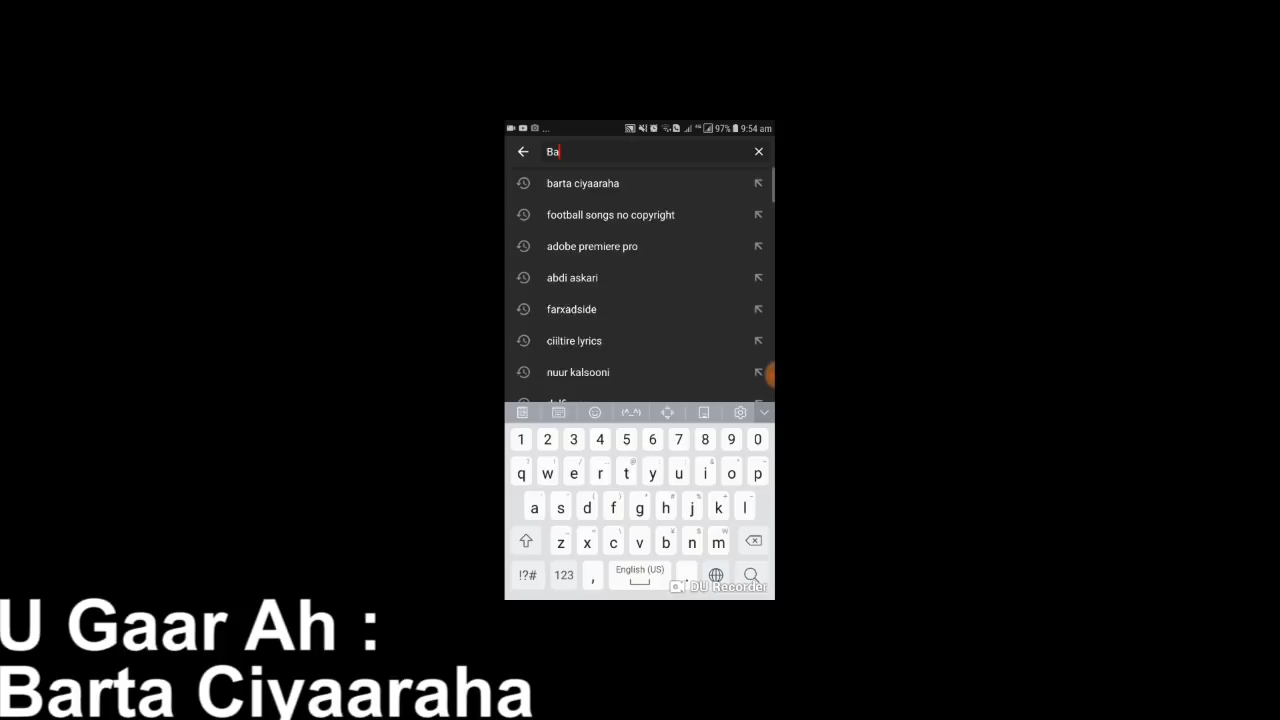 ... 97% 9:54 am
Ba
barta ciyaaraha
football songs no copyright
adobe premiere pro
abdi askari
farxadside
ciiltire lyrics
nuur kalsooni
(^_^)
1 2 3 4 5 6 7 8 9 0
q w e r t y u i o p
a s d f g h j k l
z x c v b n m
!?# 123 , English (US) .
DU Recorder
U Gaar Ah :
Barta Ciyaaraha